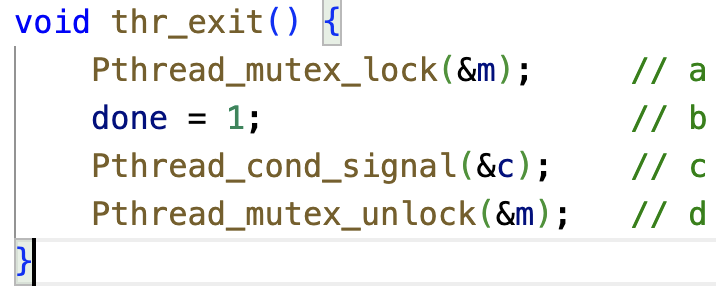 void thr_exit() {
    Pthread_mutex_lock(&m);     // a
    done = 1;                   // b
    Pthread_cond_signal(&c);    // c
    Pthread_mutex_unlock(&m);   // d
}